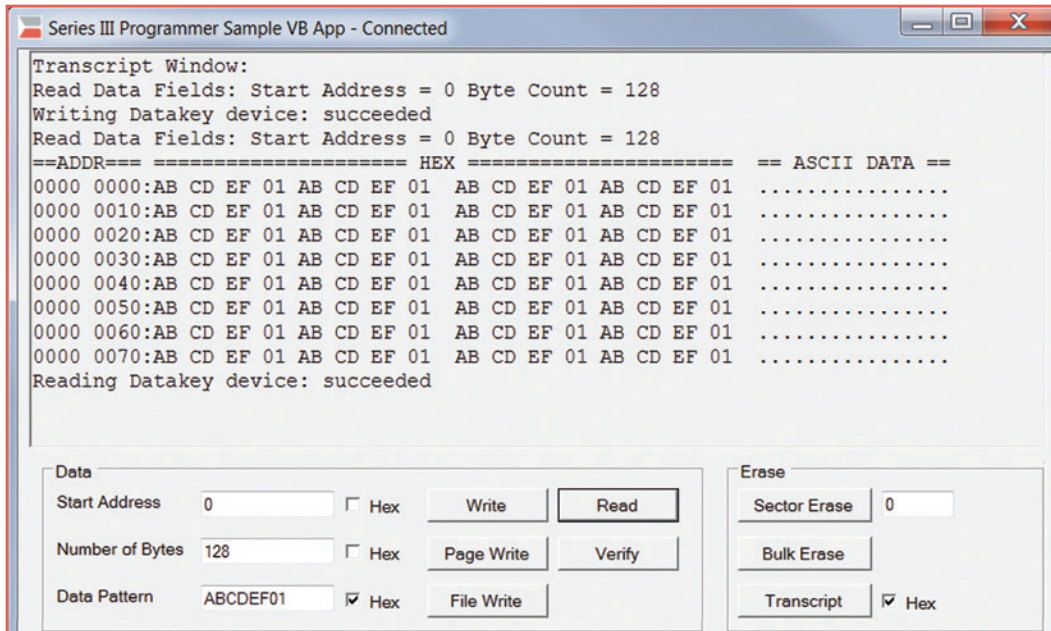 Series III Programmer Sample VB App - Connected
Transcript Window:
Read Data Fields: Start Address = 0 Byte Count = 128
Writing Datakey device: succeeded
Read Data Fields: Start Address = 0 Byte Count = 128
==ADDR=== ===================== HEX ====================== == ASCII DATA ==
0000 0000:AB CD EF 01 AB CD EF 01  AB CD EF 01 AB CD EF 01  ................
0000 0010:AB CD EF 01 AB CD EF 01  AB CD EF 01 AB CD EF 01  ................
0000 0020:AB CD EF 01 AB CD EF 01  AB CD EF 01 AB CD EF 01  ................
0000 0030:AB CD EF 01 AB CD EF 01  AB CD EF 01 AB CD EF 01  ................
0000 0040:AB CD EF 01 AB CD EF 01  AB CD EF 01 AB CD EF 01  ................
0000 0050:AB CD EF 01 AB CD EF 01  AB CD EF 01 AB CD EF 01  ................
0000 0060:AB CD EF 01 AB CD EF 01  AB CD EF 01 AB CD EF 01  ................
0000 0070:AB CD EF 01 AB CD EF 01  AB CD EF 01 AB CD EF 01  ................
Reading Datakey device: succeeded
Data
Start Address 0 Hex Write Read
Number of Bytes 128 Hex Page Write Verify
Data Pattern ABCDEF01 Hex File Write
Erase
Sector Erase 0
Bulk Erase
Transcript Hex